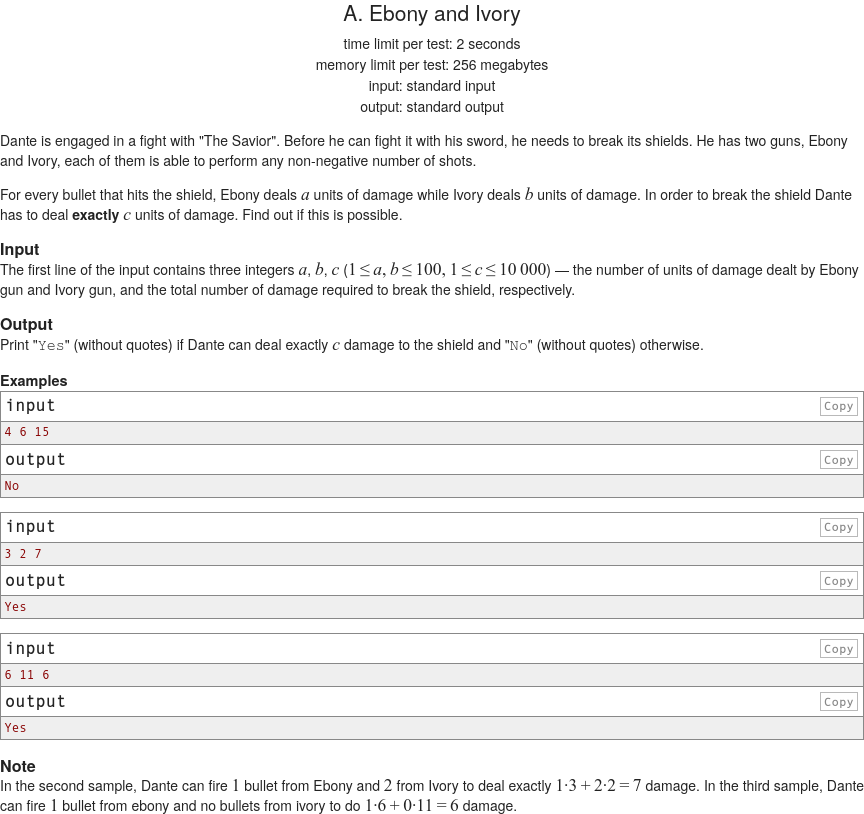 A. Ebony and Ivory
time limit per test: 2 seconds
memory limit per test: 256 megabytes
input: standard input
output: standard output
Dante is engaged in a fight with "The Savior". Before he can fight it with his sword, he needs to break its shields. He has two guns, Ebony
and Ivory, each of them is able to perform any non-negative number of shots.
For every bullet that hits the shield, Ebony deals a units of damage while Ivory deals b units of damage. In order to break the shield Dante
has to deal exactly c units of damage. Find out if this is possible.
Input
The first line of the input contains three integers a, b, c (1 ≤ a, b ≤ 100, 1 ≤ c ≤ 10 000) — the number of units of damage dealt by Ebony
gun and Ivory gun, and the total number of damage required to break the shield, respectively.
Output
Print "Yes" (without quotes) if Dante can deal exactly c damage to the shield and "No" (without quotes) otherwise.
Examples
input Copy
4 6 15
output Copy
No
input Copy
3 2 7
output Copy
Yes
input Copy
6 11 6
output Copy
Yes
Note
In the second sample, Dante can fire 1 bullet from Ebony and 2 from Ivory to deal exactly 1·3 + 2·2 = 7 damage. In the third sample, Dante
can fire 1 bullet from ebony and no bullets from ivory to do 1·6 + 0·11 = 6 damage.